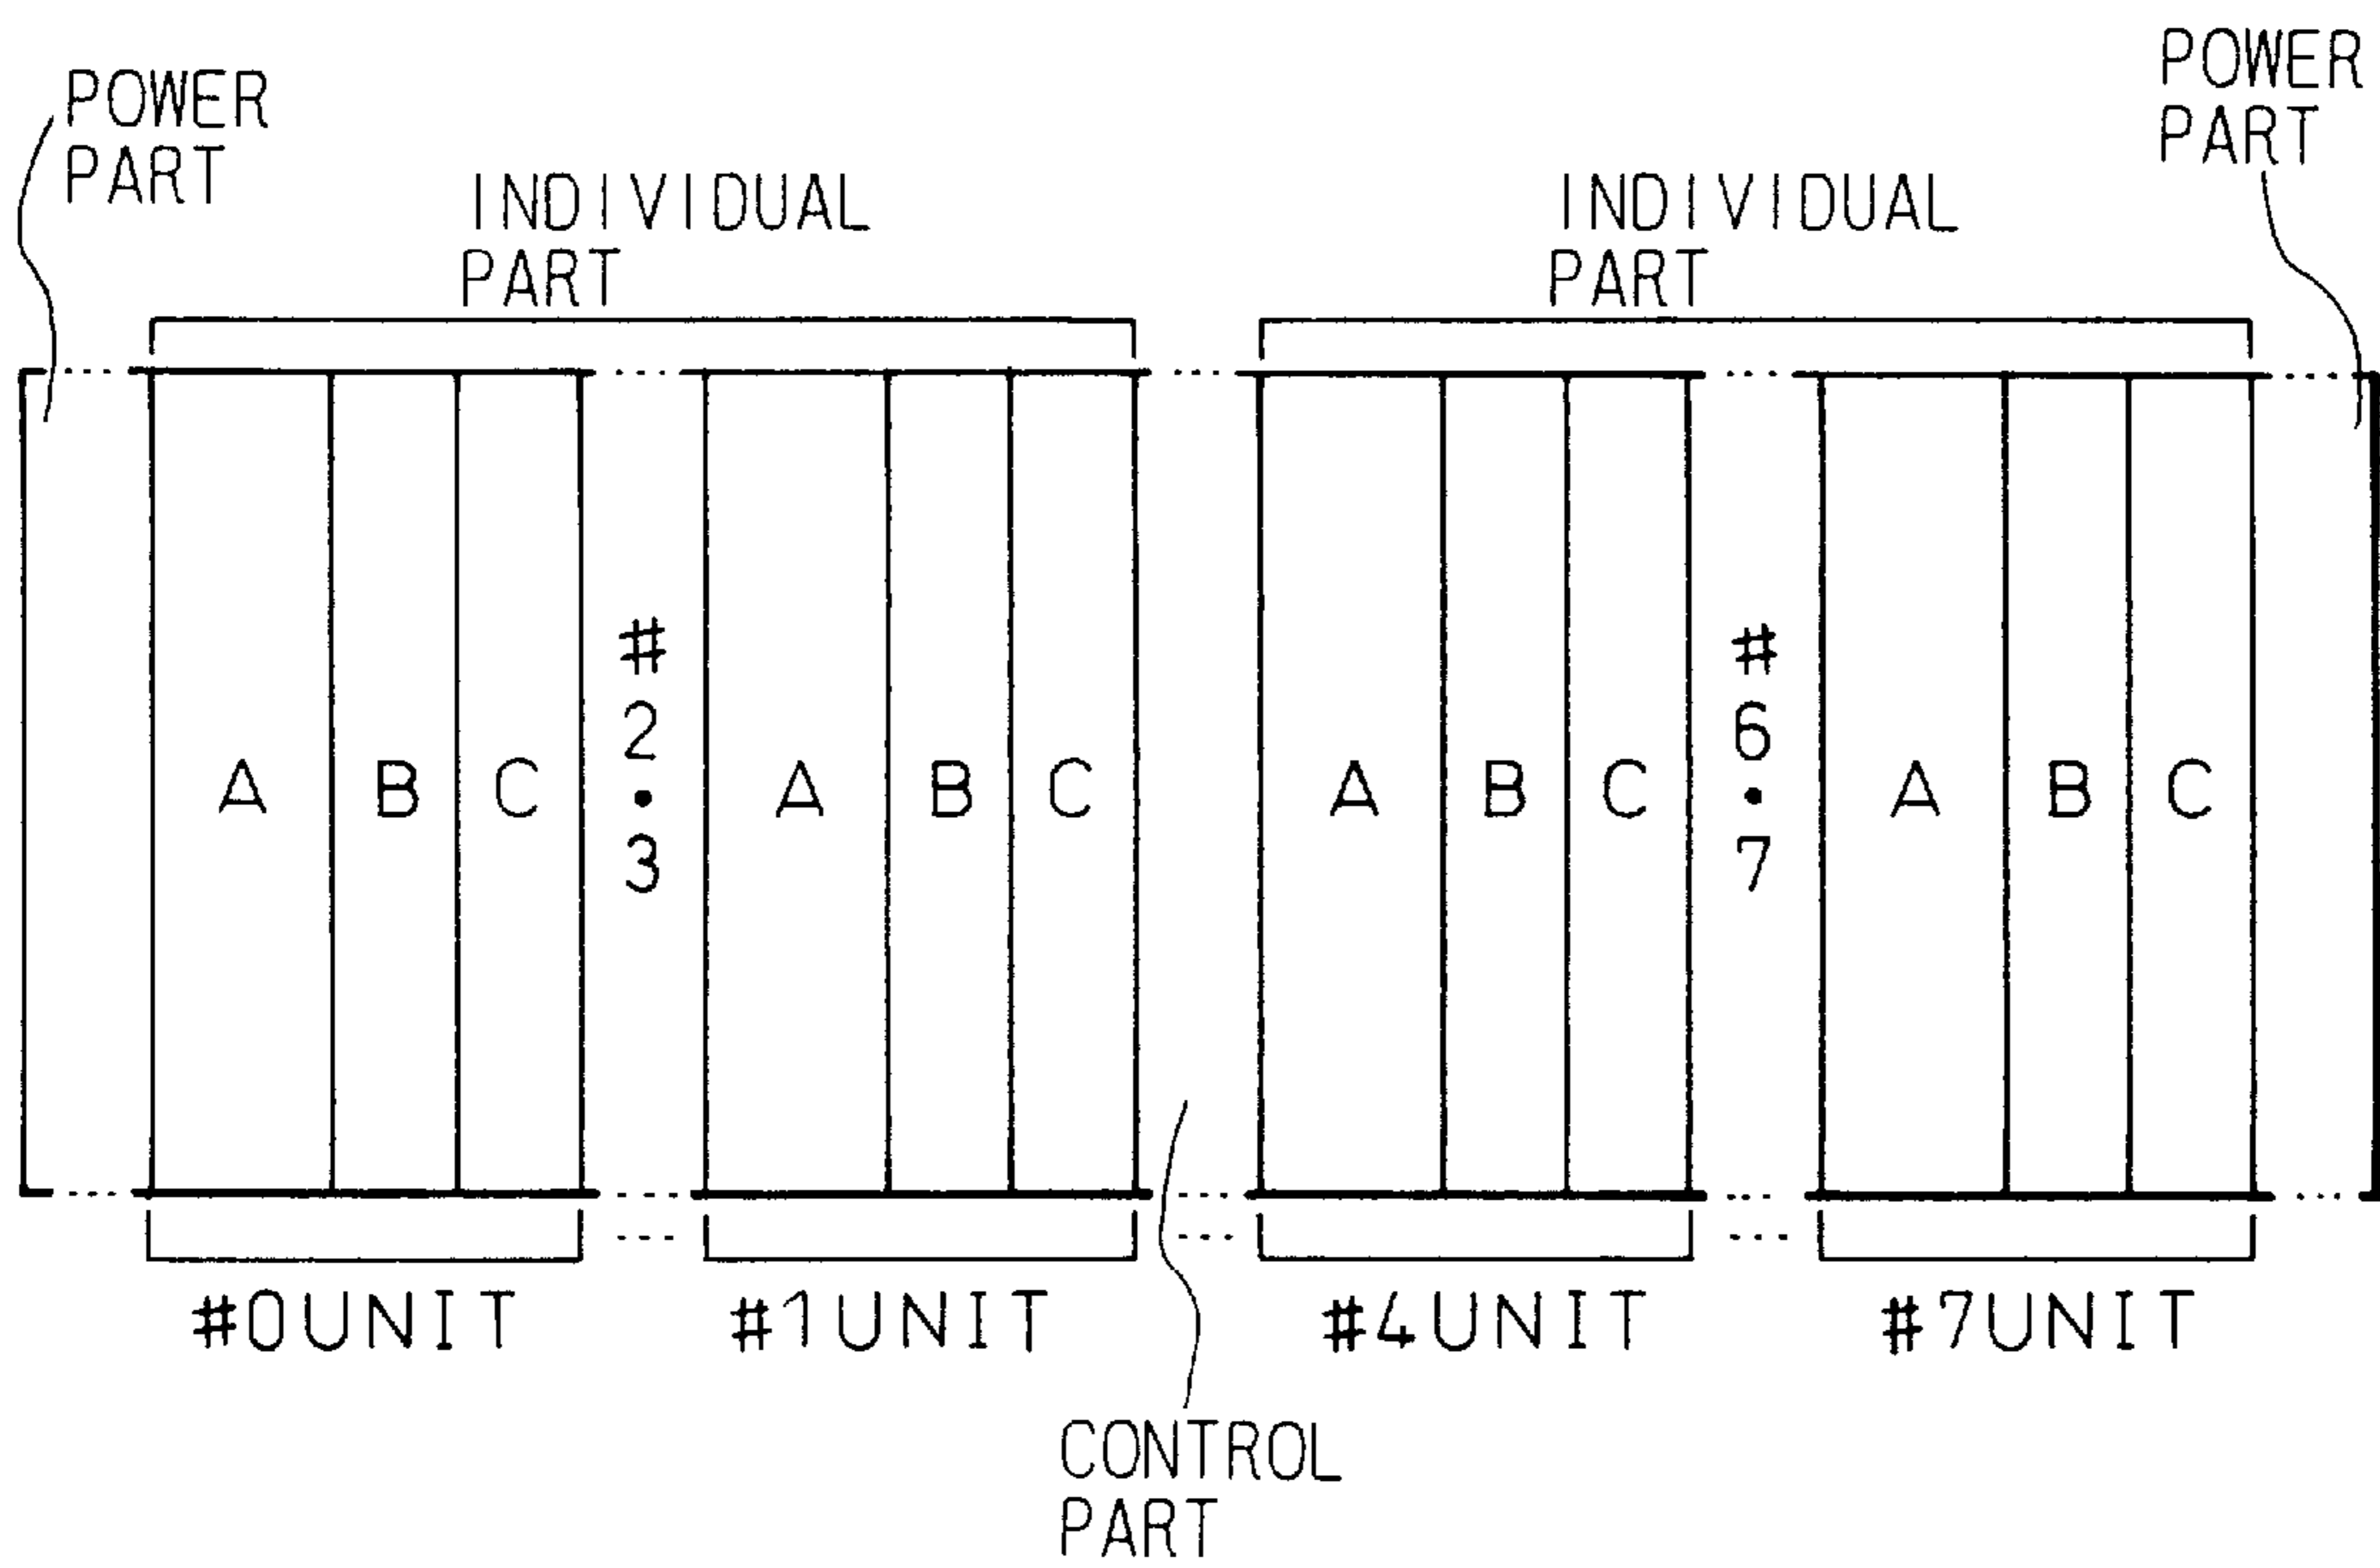 POWER
PART
POWER
PART
INDIVIDUAL
PART
INDIVIDUAL
PART
A
B
C
#
2
•
3
A
B
C
A
B
C
#
6
•
7
A
B
C
#0UNIT
#1UNIT
#4UNIT
#7UNIT
CONTROL
PART